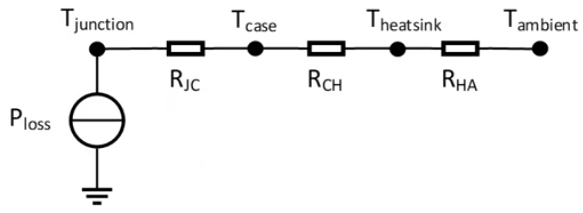 T_junction T_case T_heatsink T_ambient
R_JC R_CH R_HA
P_loss